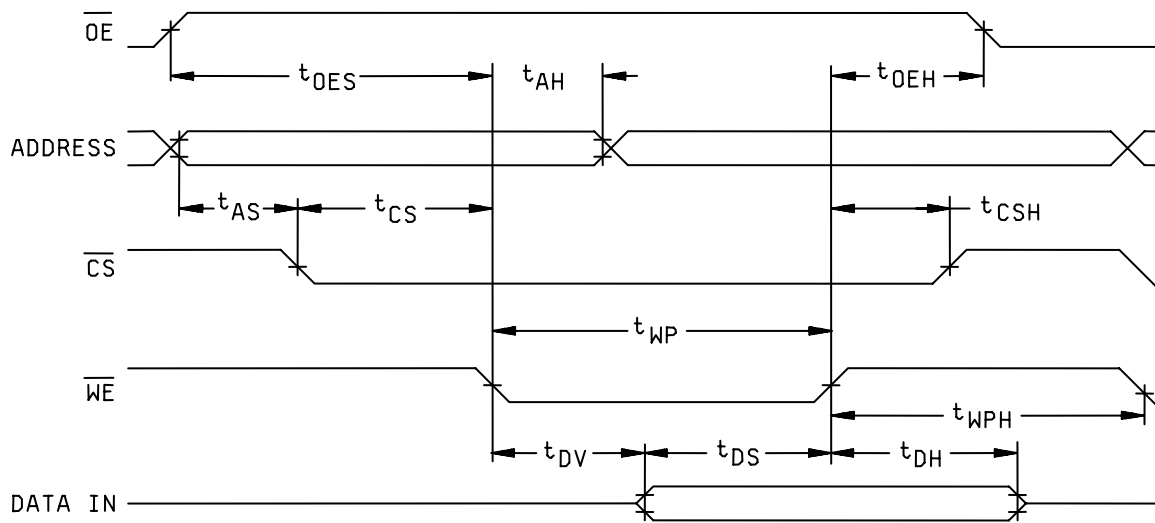 OE
tOES
tAH
tOEH
ADDRESS
tAS
tCS
tCSH
CS
tWP
WE
tWPH
tDV
tDS
tDH
DATA IN